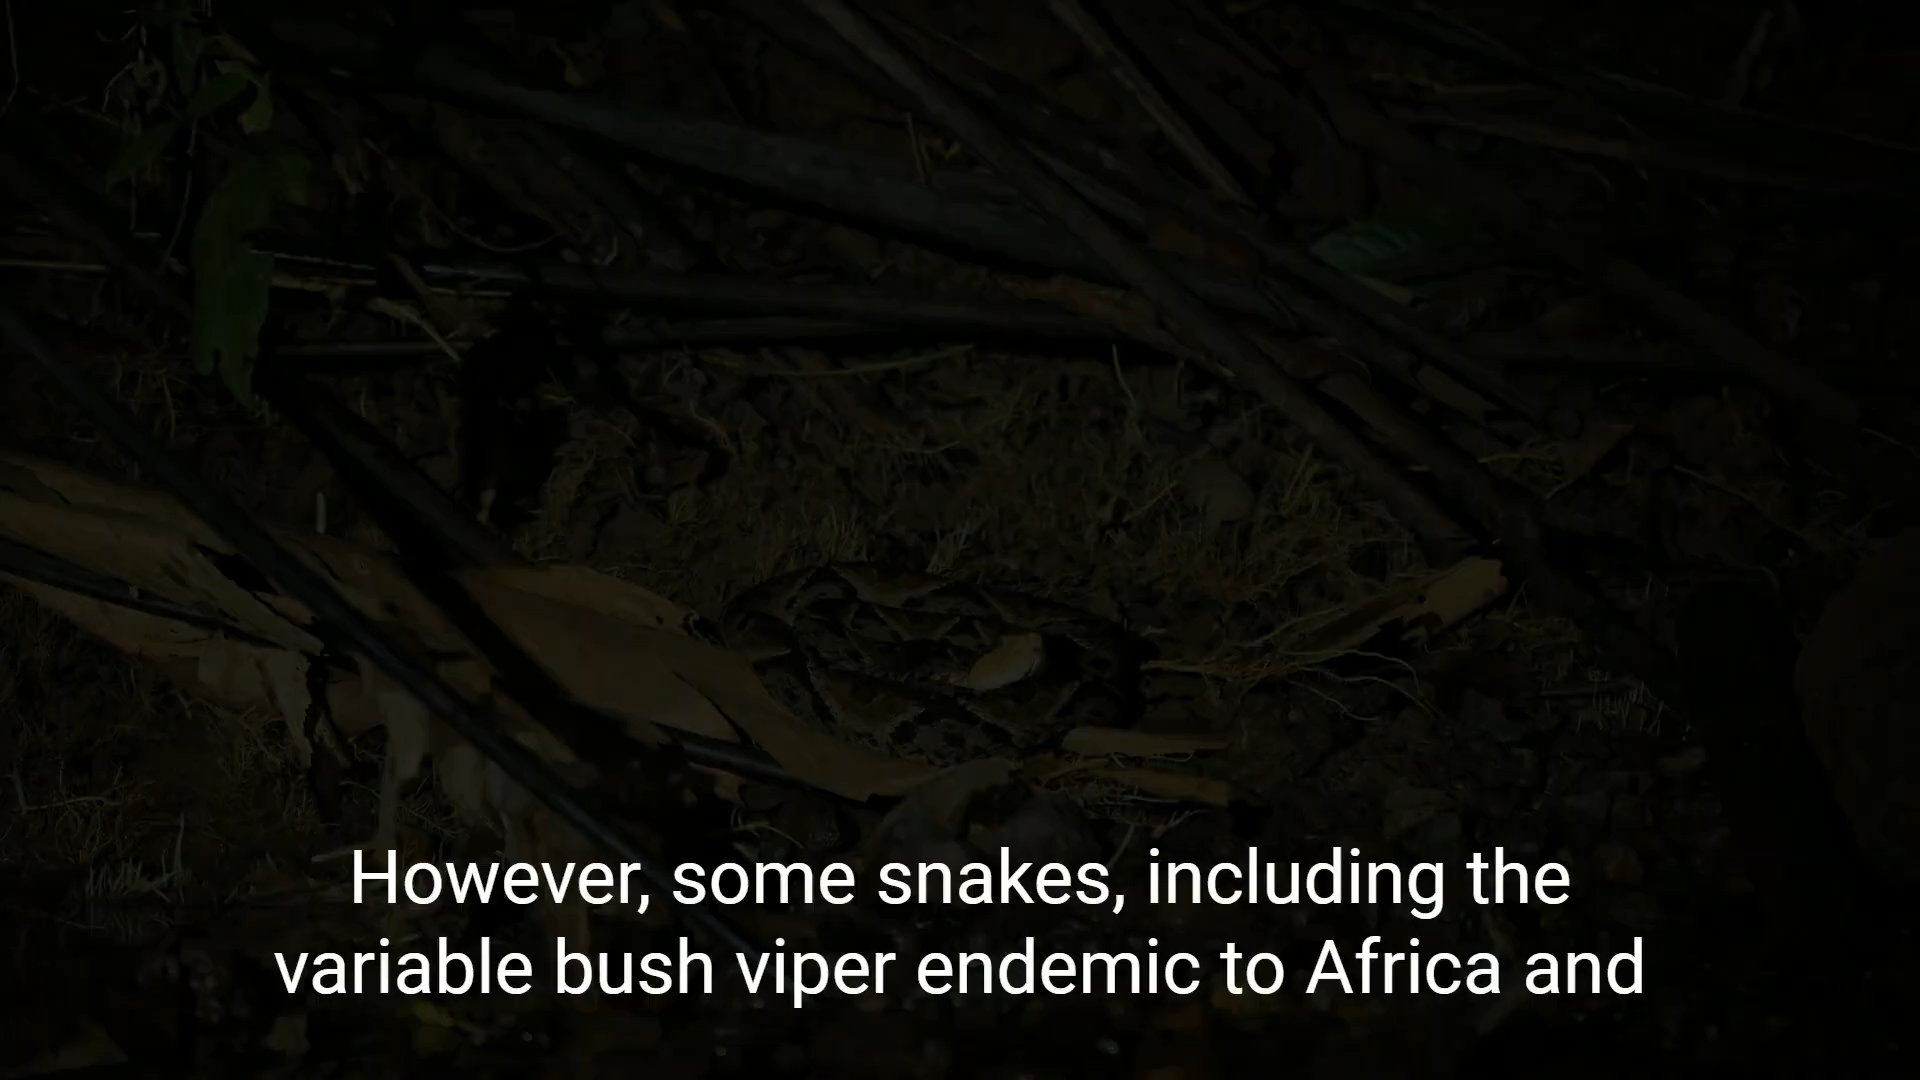 However, some snakes, including the
variable bush viper endemic to Africa and